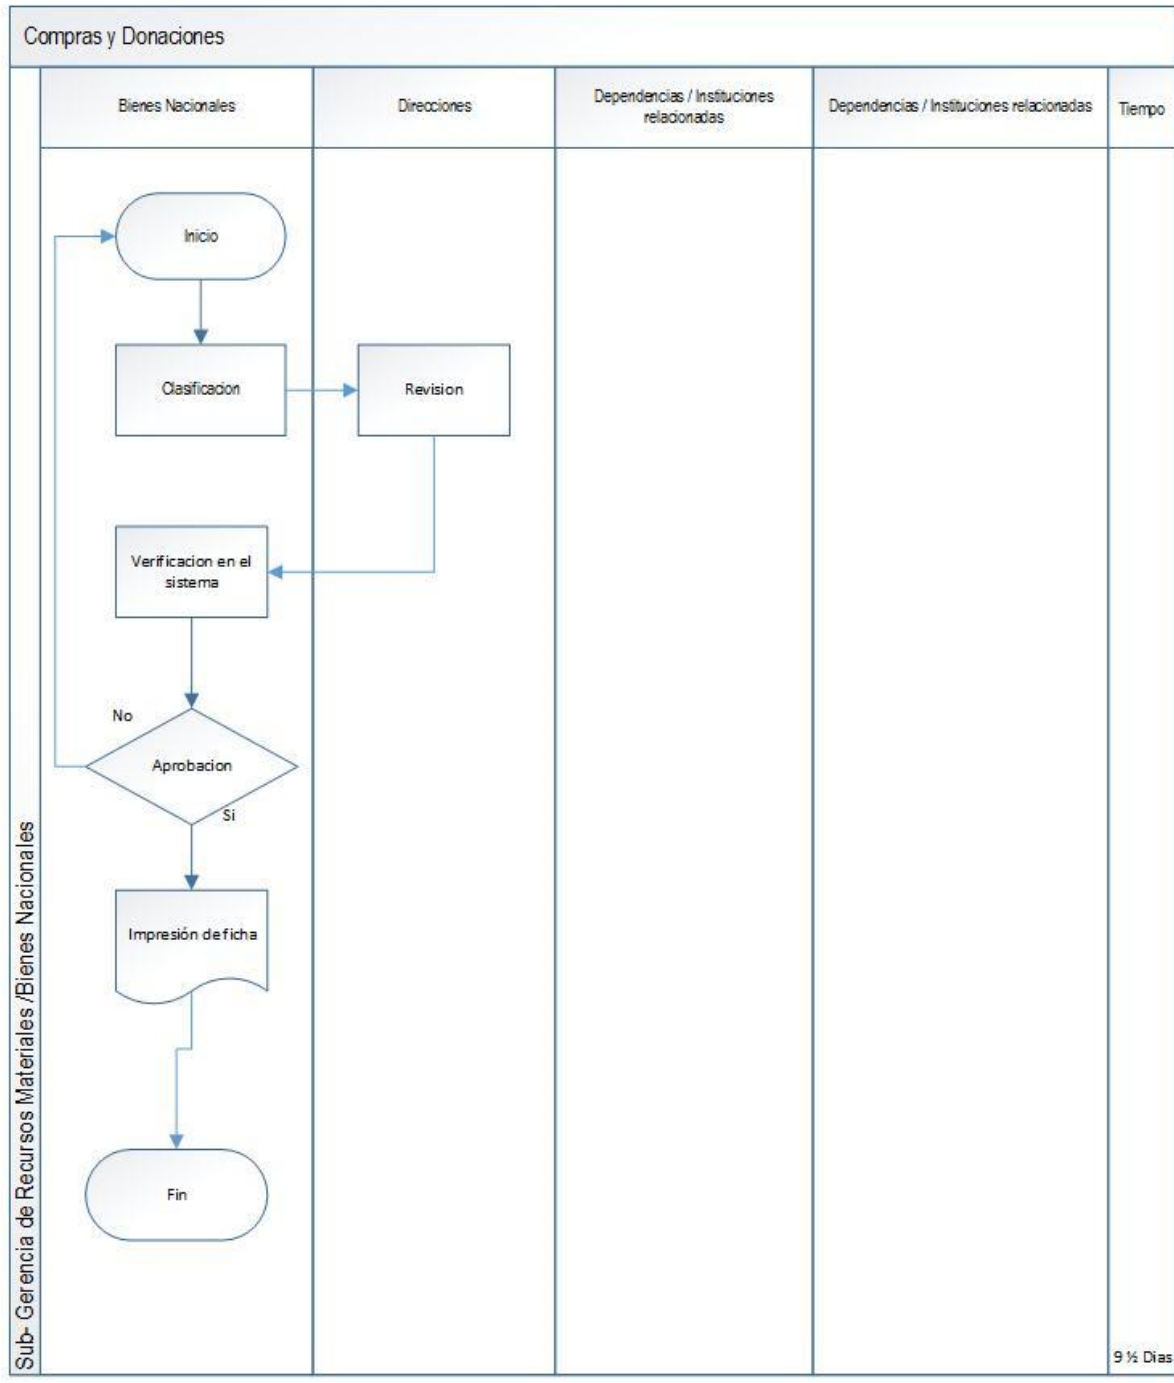 Compras y Donaciones
Sub- Gerencia de Recursos Materiales /Bienes Nacionales
Bienes Nacionales
Direcciones
Dependencias / Instituciones
relacionadas
Dependencias / Instituciones relacionadas
Tiempo
Inicio
Clasificacion
Revision
Verificacion en el
sistema
No
Aprobacion
Si
Impresión de ficha
Fin
9 ½ Dias